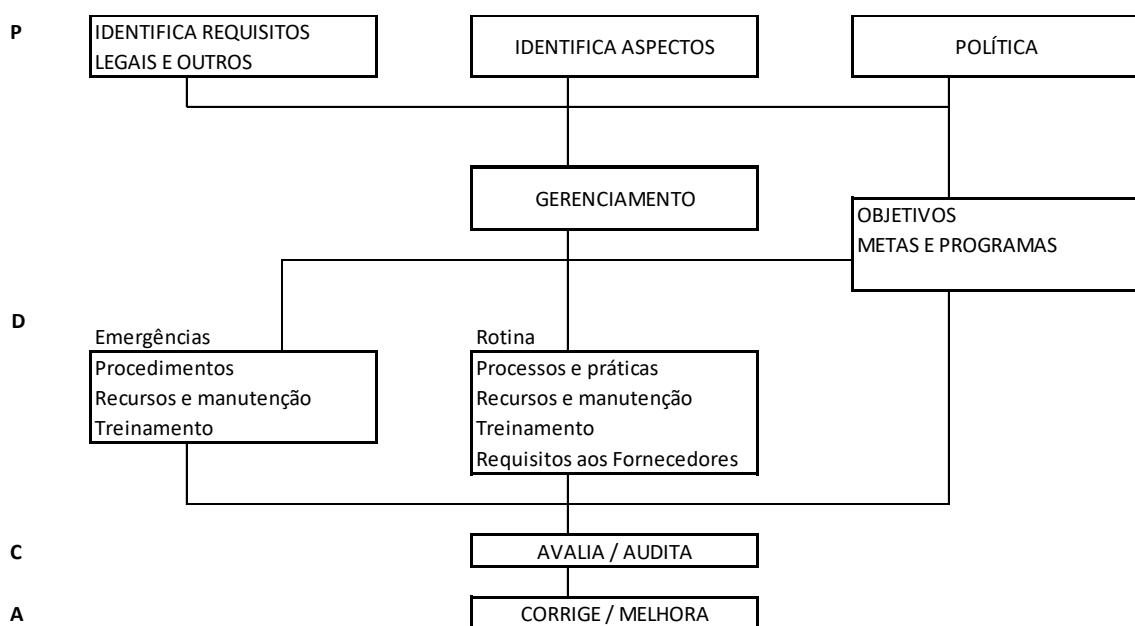 P
IDENTIFICA REQUISITOS
LEGAIS E OUTROS
IDENTIFICA ASPECTOS
POLÍTICA
GERENCIAMENTO
OBJETIVOS
METAS E PROGRAMAS
D
Emergências
Procedimentos
Recursos e manutenção
Treinamento
Rotina
Processos e práticas
Recursos e manutenção
Treinamento
Requisitos aos Fornecedores
C
AVALIA / AUDITA
A
CORRIGE / MELHORA